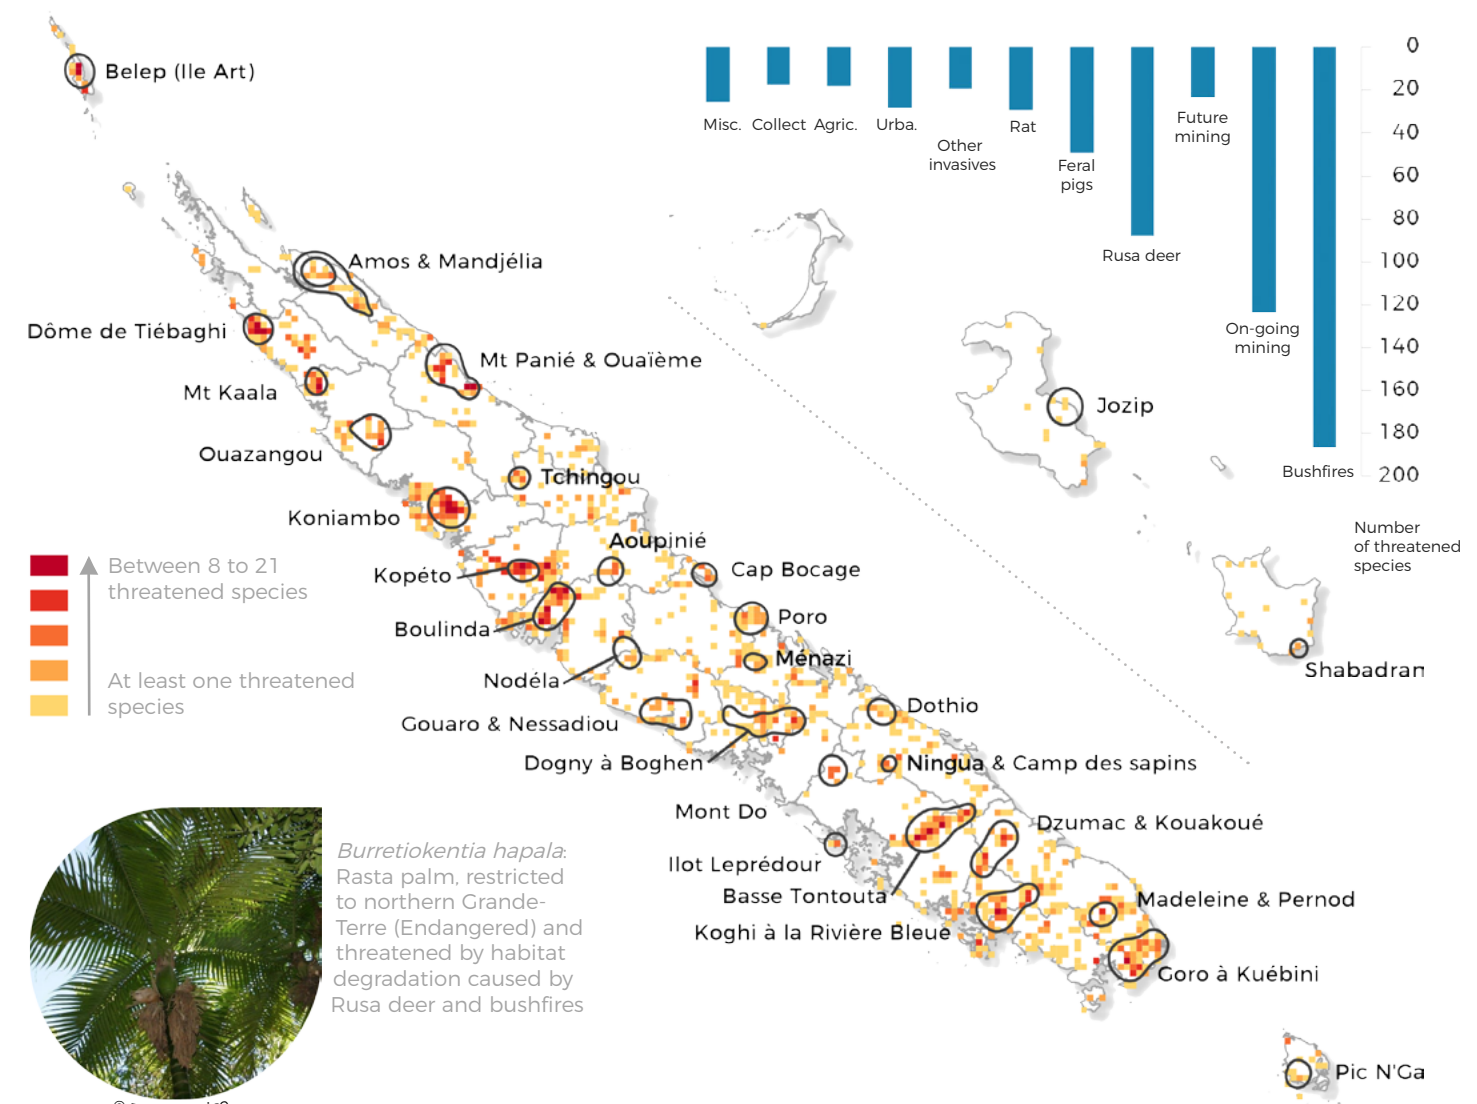 Belep (Ile Art)
Amos & Mandjélia
Dôme de Tiébaghi
Mt Panié & Ouaïème
Mt Kaala
Ouazangou
Tchingou
Koniambo
Aoupinié
Kopéto
Cap Bocage
Boulinda
Poro
Ménazi
Nodéla
Gouaro & Nessadiou
Dothio
Dogny à Boghen
Ningua & Camp des sapins
Mont Do
Dzumac & Kouakoué
Ilot Leprédour
Basse Tontouta
Madeleine & Pernod
Koghi à la Rivière Bleue
Goro à Kuébini
Jozip
Shabadran
Pic N'Ga
0
20
40
60
80
100
120
140
160
180
200
Misc.
Collect
Agric.
Urba.
Other
invasives
Rat
Feral
pigs
Rusa deer
Future
mining
On-going
mining
Bushfires
Number
of threatened
species
Between 8 to 21
threatened species
At least one threatened
species
Burretiokentia hapala:
Rasta palm, restricted
to northern Grande-
Terre (Endangered) and
threatened by habitat
degradation caused by
Rusa deer and bushfires